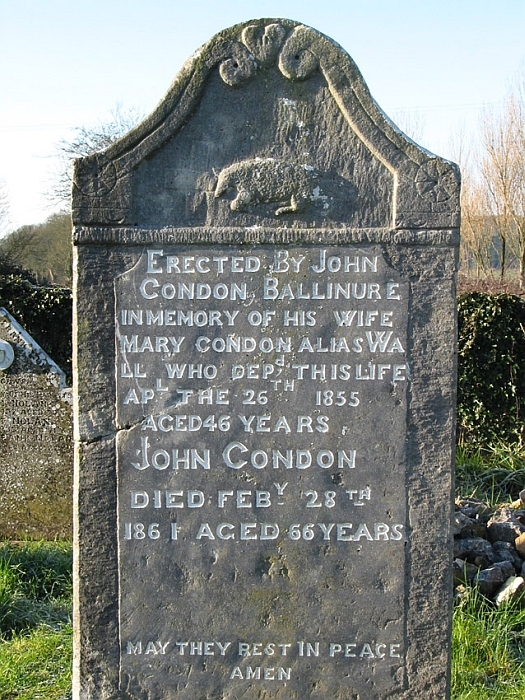 ERECTED BY JOHN
CONDON, BALLINURE
IN MEMORY OF HIS WIFE
MARY CONDON ALIAS WA
LL WHO DEPD THIS LIFE
APL THE 26TH 1855
AGED 46 YEARS
JOHN CONDON
DIED FEBY 28TH
1861 AGED 66 YEARS
MAY THEY REST IN PEACE
AMEN